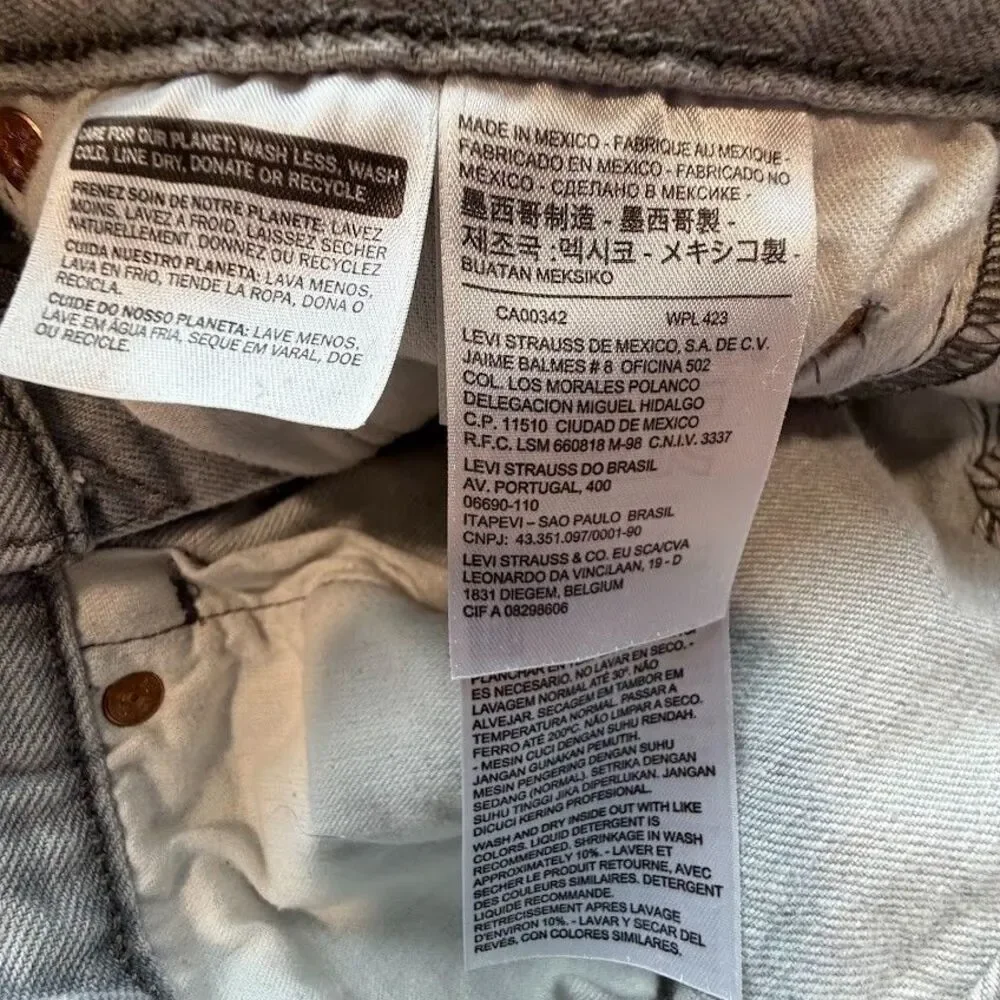 CARE FOR OUR PLANET: WASH LESS, WASH
COLD, LINE DRY, DONATE OR RECYCLE
PRENEZ SOIN DE NOTRE PLANETE: LAVEZ
MOINS, LAVEZ A FROID, LAISSEZ SECHER
NATURELLEMENT, DONNEZ OU RECYCLEZ
CUIDA NUESTRO PLANETA: LAVA MENOS,
LAVA EN FRIO, TIENDE LA ROPA, DONA O
RECICLA.
CUIDE DO NOSSO PLANETA: LAVE MENOS.
LAVE EM ÁGUA FRIA, SEQUE EM VARAL, DOE
OU RECICLE.
MADE IN MEXICO - FABRIQUE AU MEXIQUE -
FABRICADO EN MEXICO - FABRICADO NO
MÉXICO - СДЕЛАНО В МЕКСИКЕ -
墨西哥制造 - 墨西哥製 -
제조국 :멕시코 - メキシコ製 -
BUATAN MEKSIKO
CA00342 WPL 423
LEVI STRAUSS DE MEXICO, S.A. DE C.V.
JAIME BALMES # 8 OFICINA 502
COL. LOS MORALES POLANCO
DELEGACION MIGUEL HIDALGO
C.P. 11510 CIUDAD DE MEXICO
R.F.C. LSM 660818 M-98 C.N.I.V. 3337
LEVI STRAUSS DO BRASIL
AV. PORTUGAL, 400
06690-110
ITAPEVI – SAO PAULO BRASIL
CNPJ: 43.351.097/0001-90
LEVI STRAUSS & CO. EU SCA/CVA
LEONARDO DA VINCILAAN, 19 - D
1831 DIEGEM, BELGIUM
CIF A 08298606
PLANCHAR EN
ES NECESARIO. NO LAVAR EN SECO. -
LAVAGEM NORMAL ATÉ 30º. NÃO
ALVEJAR. SECAGEM EM TAMBOR EM
TEMPERATURA NORMAL. PASSAR A
FERRO ATÉ 200ºC. NÃO LIMPAR A SECO.
- MESIN CUCI DENGAN SUHU RENDAH.
JANGAN GUNAKAN PEMUTIH.
MESIN PENGERING DENGAN SUHU
SEDANG (NORMAL). SETRIKA DENGAN
SUHU TINGGI JIKA DIPERLUKAN. JANGAN
DICUCI KERING PROFESIONAL.
WASH AND DRY INSIDE OUT WITH LIKE
COLORS. LIQUID DETERGENT IS
RECOMMENDED. SHRINKAGE IN WASH
APPROXIMATELY 10%. - LAVER ET
SECHER LE PRODUIT RETOURNE, AVEC
DES COULEURS SIMILAIRES. DETERGENT
LIQUIDE RECOMMANDE.
RETRECISSEMENT APRES LAVAGE
D'ENVIRON 10%. - LAVAR Y SECAR DEL
REVES, CON COLORES SIMILARES.